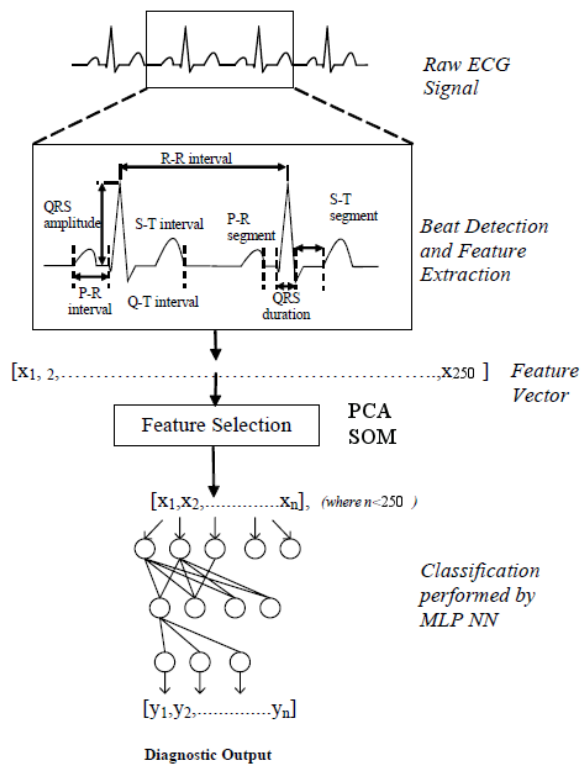 Raw ECG
Signal
R-R interval
QRS
amplitude
S-T interval
P-R
segment
S-T
segment
P-R
interval
Q-T interval
QRS
duration
Beat Detection
and Feature
Extraction
[x1, 2,.......................................................,x250 ]
Feature
Vector
Feature Selection
PCA
SOM
[x1,x2,..............xn], (where n<250 )
Classification
performed by
MLP NN
[y1,y2,..............yn]
Diagnostic Output